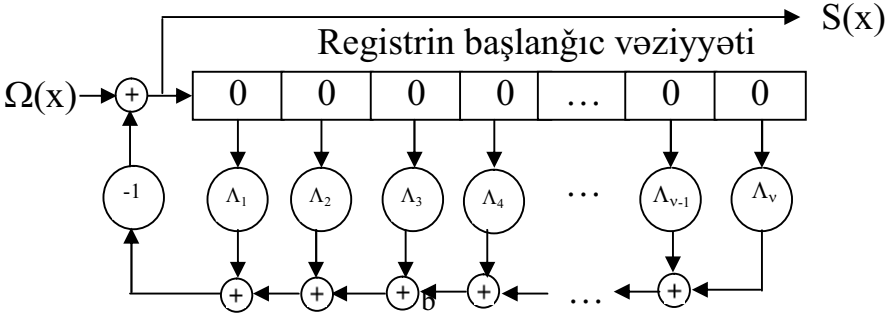 S(x)
Registrin başlanğıc vəziyyəti
Ω(x) + 0 0 0 0 ... 0 0
-1 Λ1 Λ2 Λ3 Λ4 ... Λν-1 Λν
+ + + + ... +
b